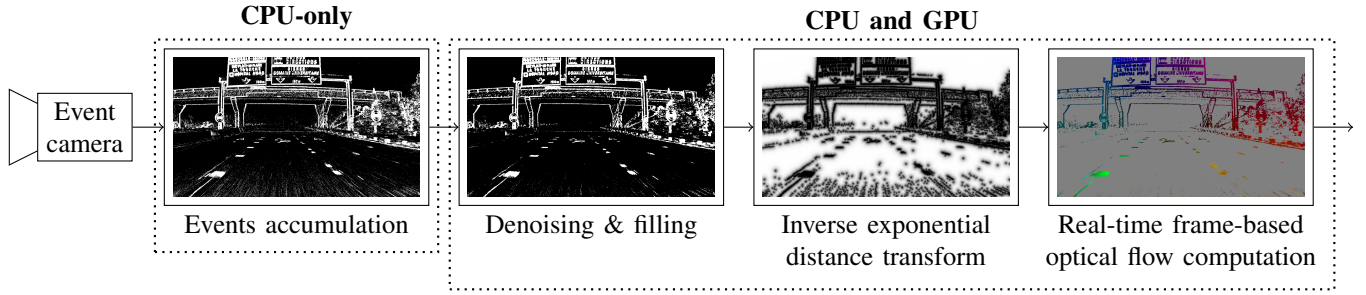 CPU-only
CPU and GPU
Event
camera
Events accumulation
Denoising & filling
Inverse exponential
distance transform
Real-time frame-based
optical flow computation